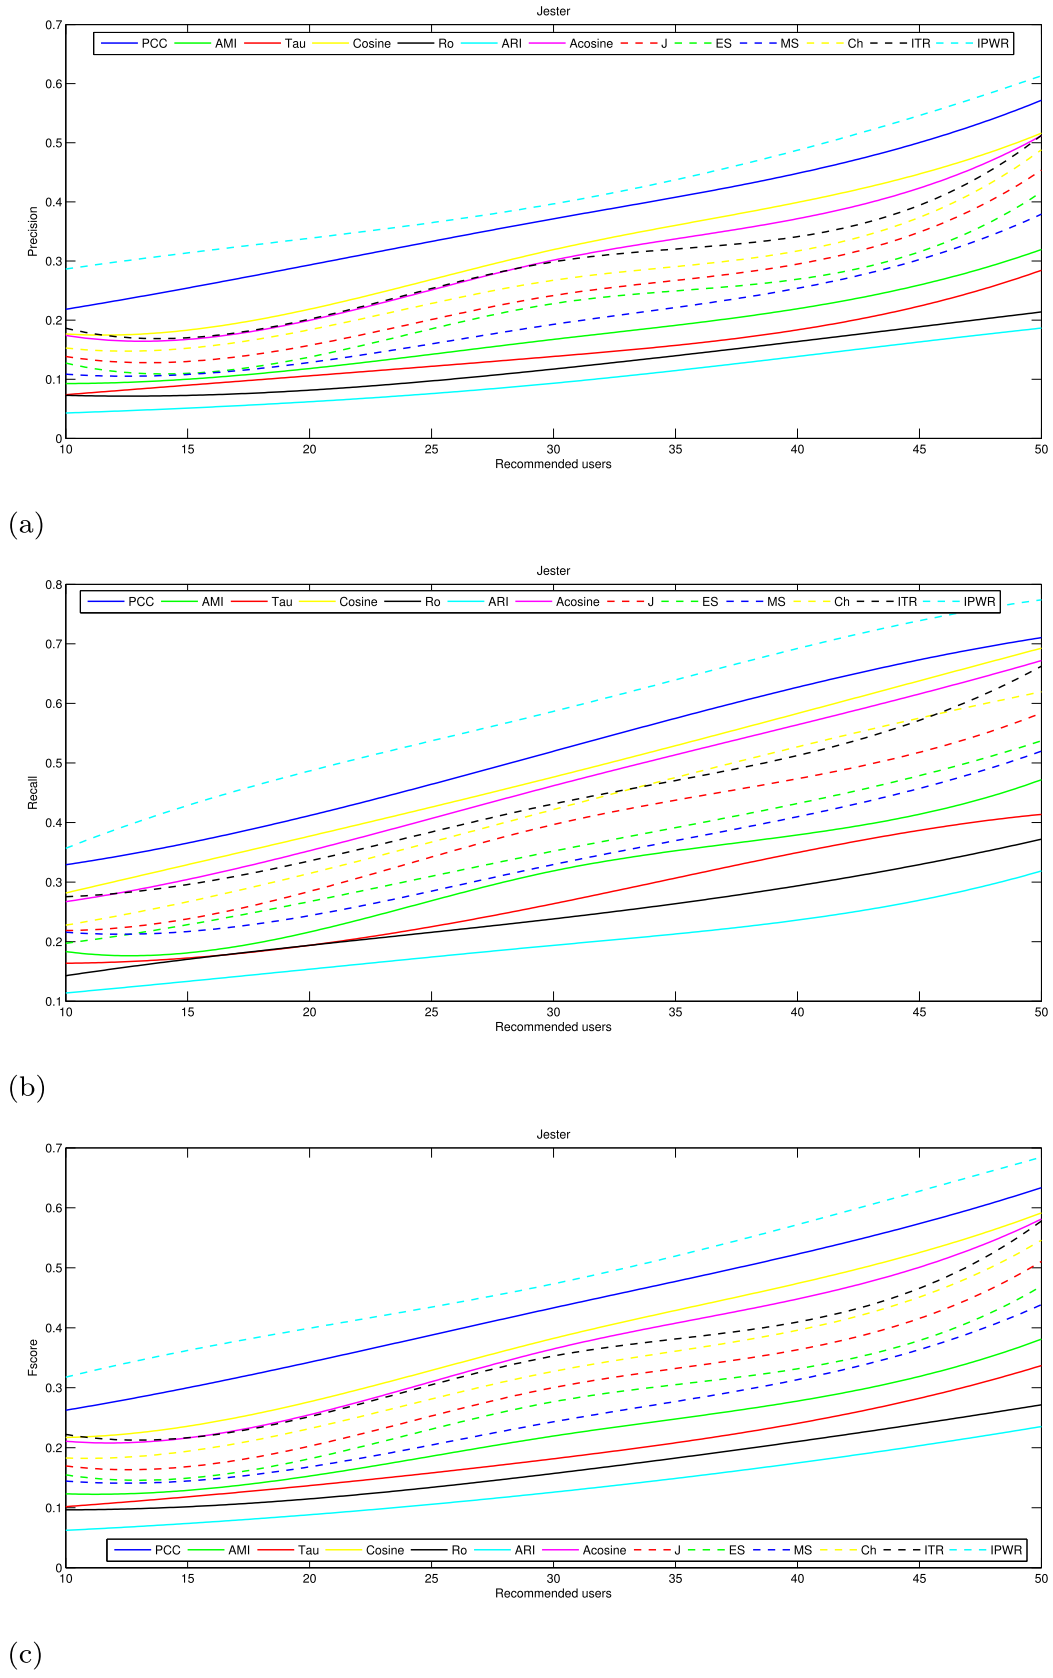 Jester
0.7
PCC AMI Tau Cosine Ro ARI Acosine J ES MS Ch ITR IPWR
0.6
0.5
0.4
Precision
0.3
0.2
0.1
0
10 15 20 25 30 35 40 45 50
Recommended users
(a)
Jester
0.8
PCC AMI Tau Cosine Ro ARI Acosine J ES MS Ch ITR IPWR
0.7
0.6
0.5
Recall
0.4
0.3
0.2
0.1
10 15 20 25 30 35 40 45 50
Recommended users
(b)
Jester
0.7
0.6
0.5
0.4
Fscore
0.3
0.2
0.1
PCC AMI Tau Cosine Ro ARI Acosine J ES MS Ch ITR IPWR
0
10 15 20 25 30 35 40 45 50
Recommended users
(c)